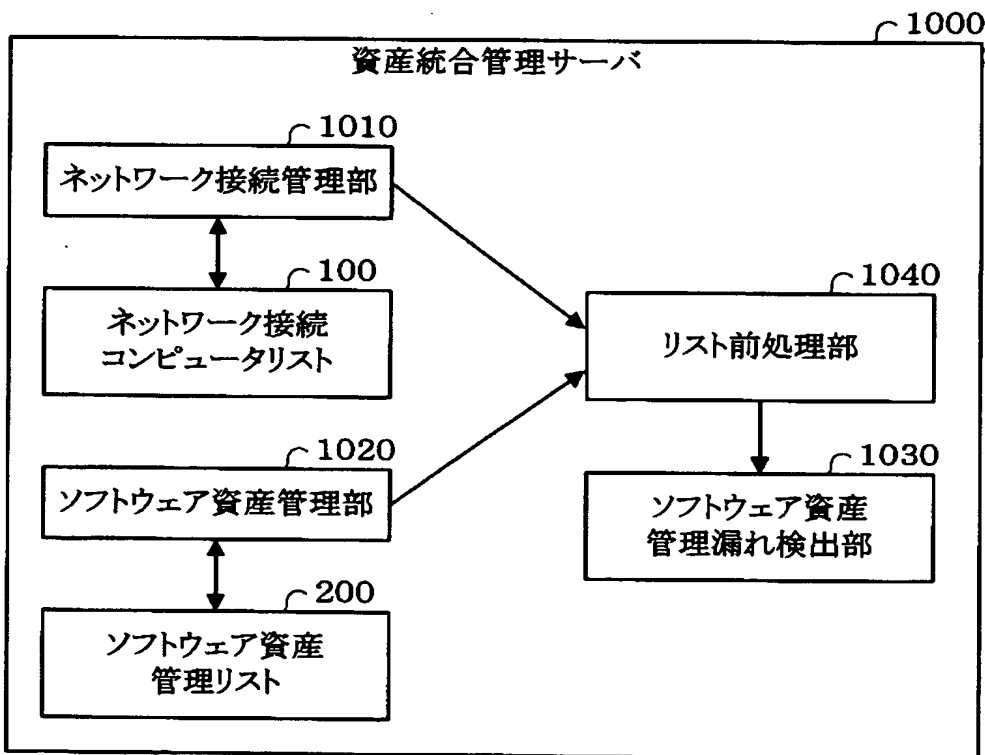 1000
資産統合管理サーバ
1010
ネットワーク接続管理部
100
ネットワーク接続
コンピュータリスト
1020
ソフトウェア資産管理部
200
ソフトウェア資産
管理リスト
1040
リスト前処理部
1030
ソフトウェア資産
管理漏れ検出部